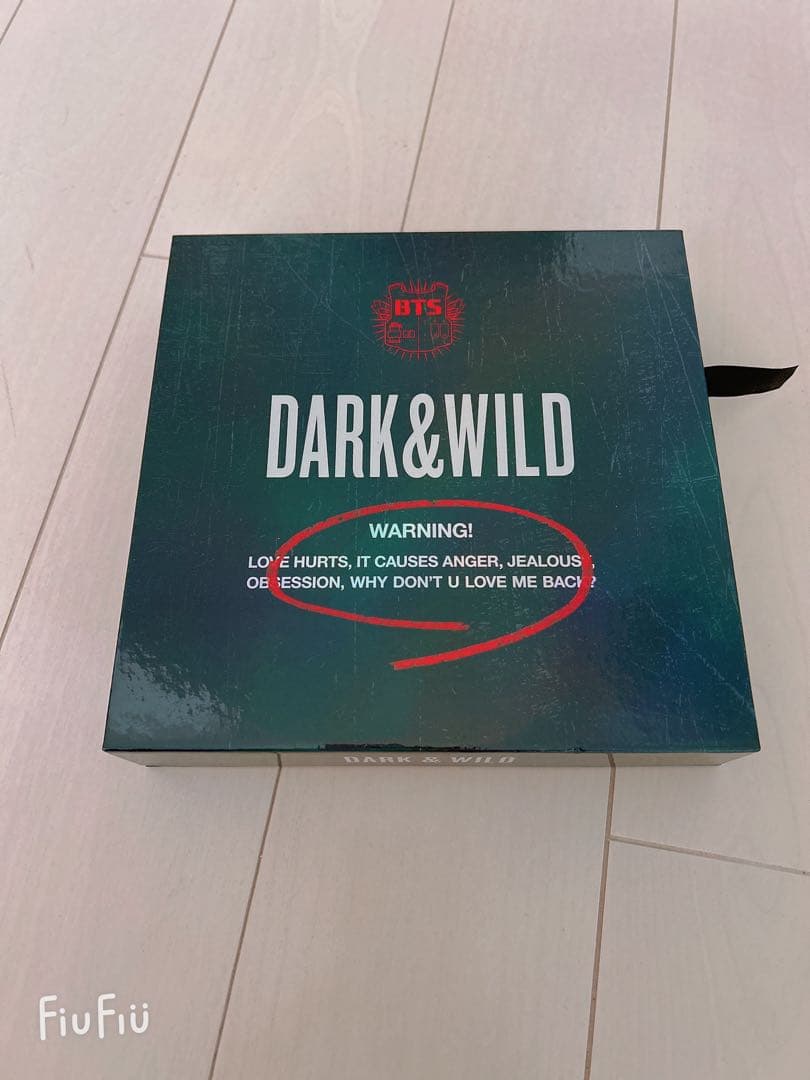 BTS
DARK&WILD
WARNING!
LOVE HURTS, IT CAUSES ANGER, JEALOUSY,
OBSESSION, WHY DON'T U LOVE ME BACK?
DARK & WILD
FiuFiü